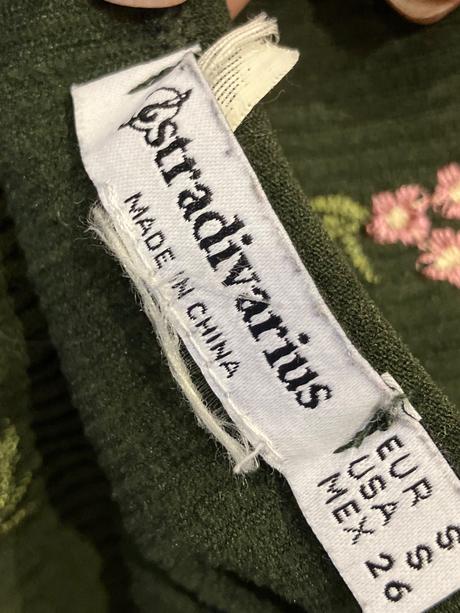 Stradivarius
MADE IN CHINA
EUR S
USA S
MEX 26